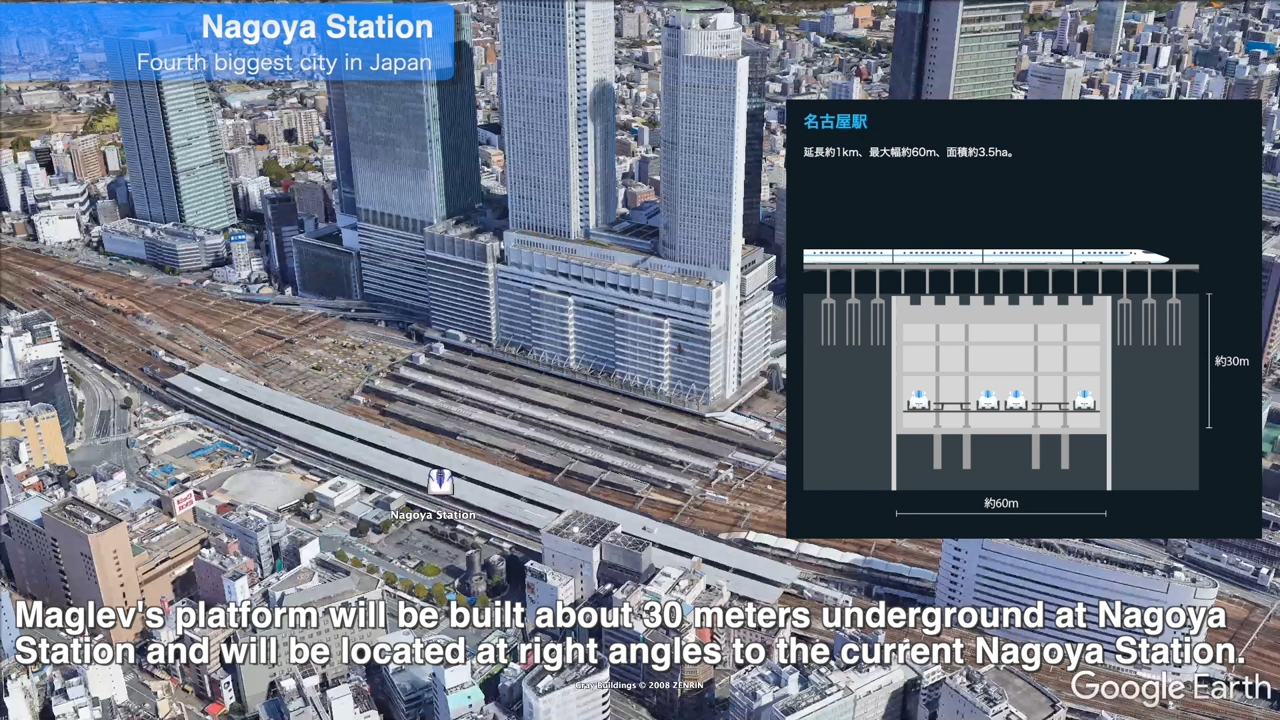 Nagoya Station
Fourth biggest city in Japan
名古屋駅
延長約1km、最大幅約60m、面積約3.5ha。
約30m
約60m
Nagoya Station
Maglev's platform will be built about 30 meters underground at Nagoya
Station and will be located at right angles to the current Nagoya Station.
Gray Buildings © 2008 ZENRIN
Google Earth